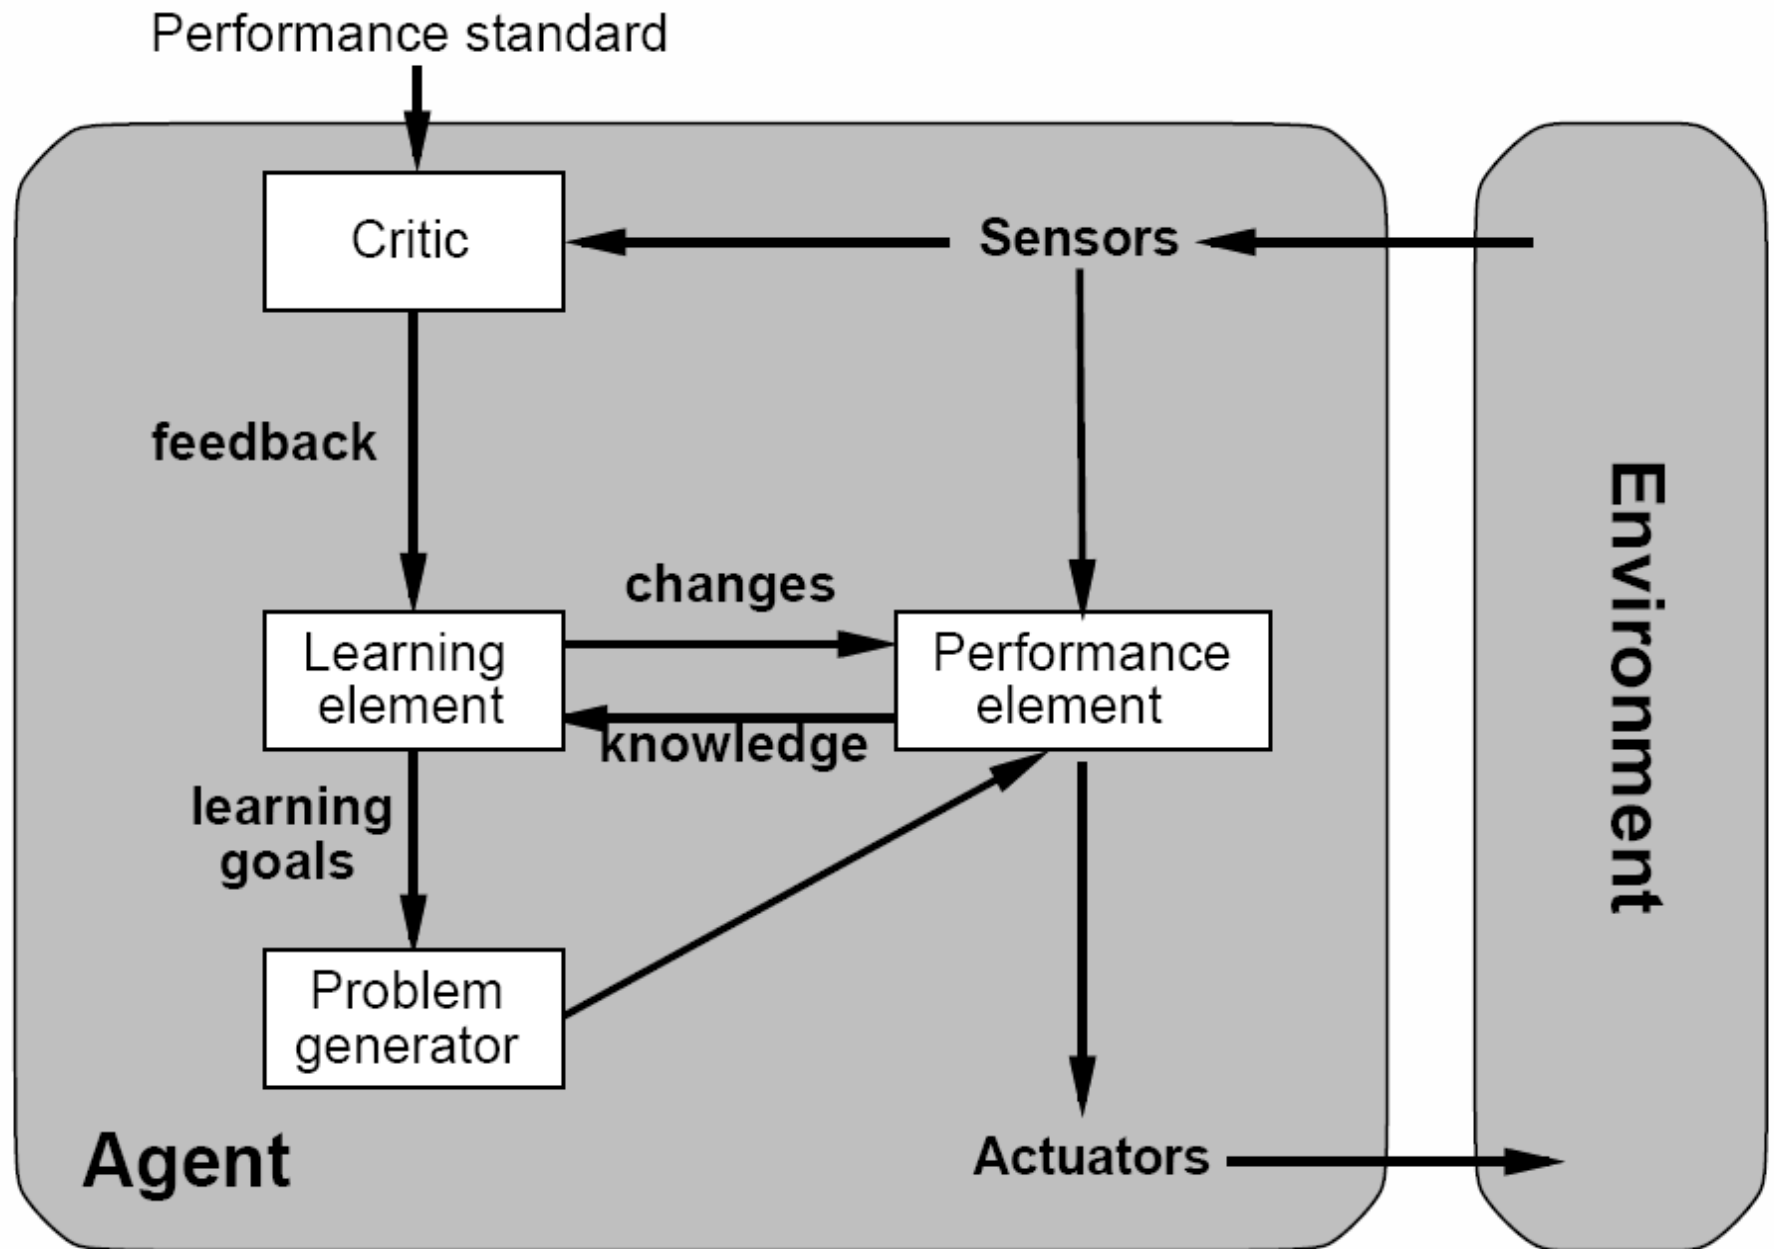 Performance standard
Critic
Sensors
feedback
changes
Learning
element
Performance
element
knowledge
learning
goals
Problem
generator
Agent
Actuators
Environment